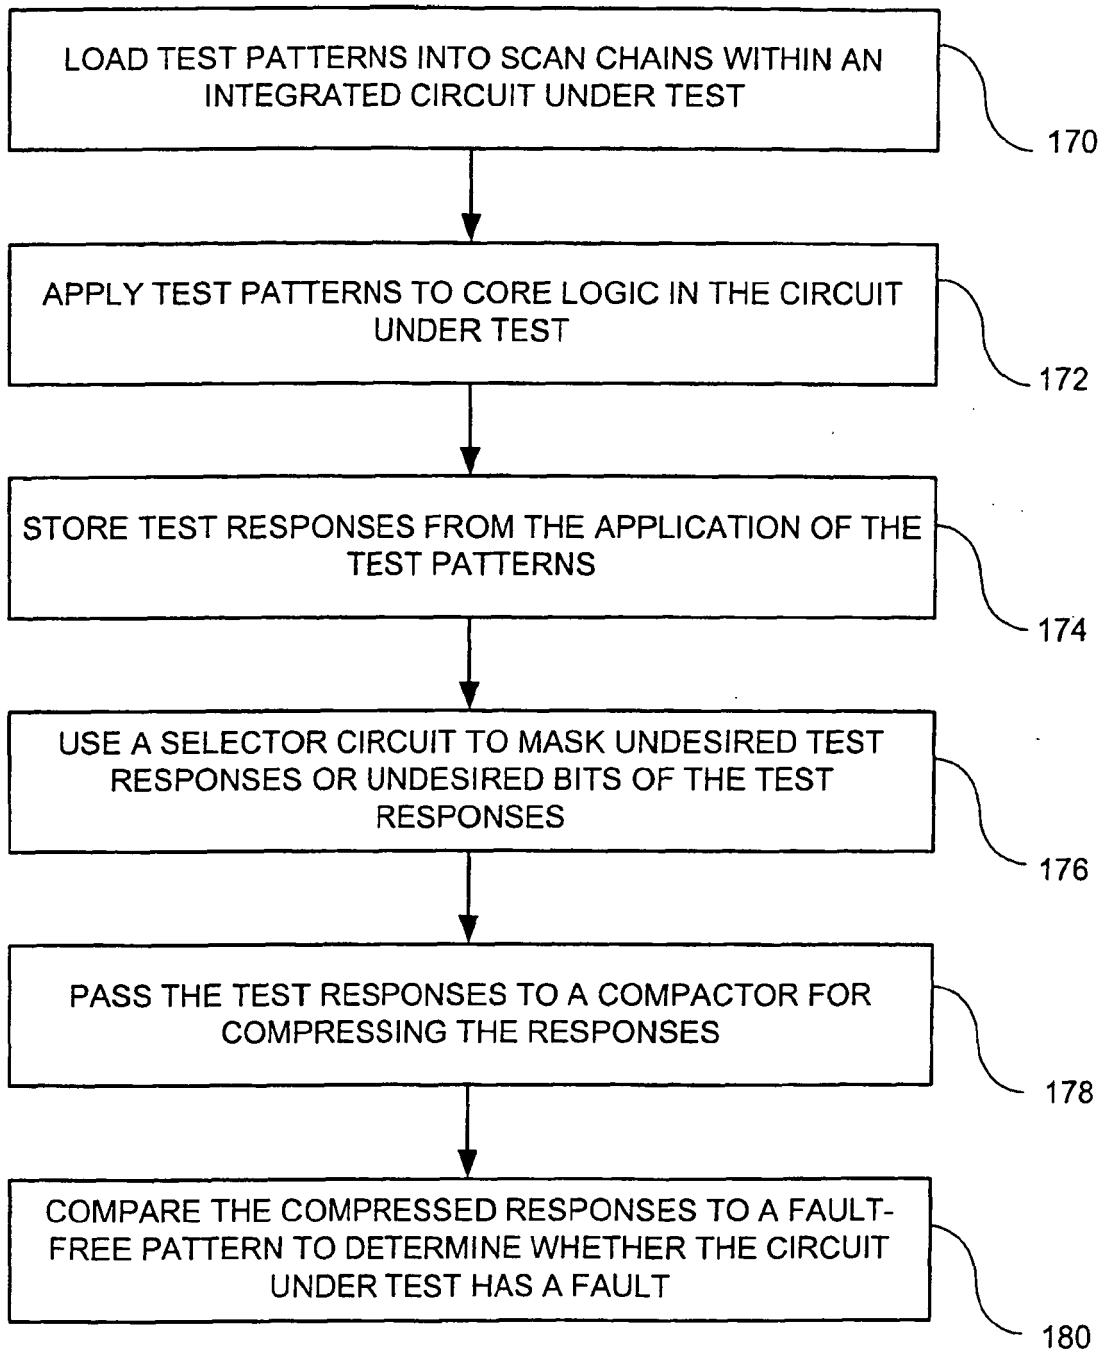 LOAD TEST PATTERNS INTO SCAN CHAINS WITHIN AN
INTEGRATED CIRCUIT UNDER TEST
170
APPLY TEST PATTERNS TO CORE LOGIC IN THE CIRCUIT
UNDER TEST
172
STORE TEST RESPONSES FROM THE APPLICATION OF THE
TEST PATTERNS
174
USE A SELECTOR CIRCUIT TO MASK UNDESIRED TEST
RESPONSES OR UNDESIRED BITS OF THE TEST
RESPONSES
176
PASS THE TEST RESPONSES TO A COMPACTOR FOR
COMPRESSING THE RESPONSES
178
COMPARE THE COMPRESSED RESPONSES TO A FAULT-
FREE PATTERN TO DETERMINE WHETHER THE CIRCUIT
UNDER TEST HAS A FAULT
180